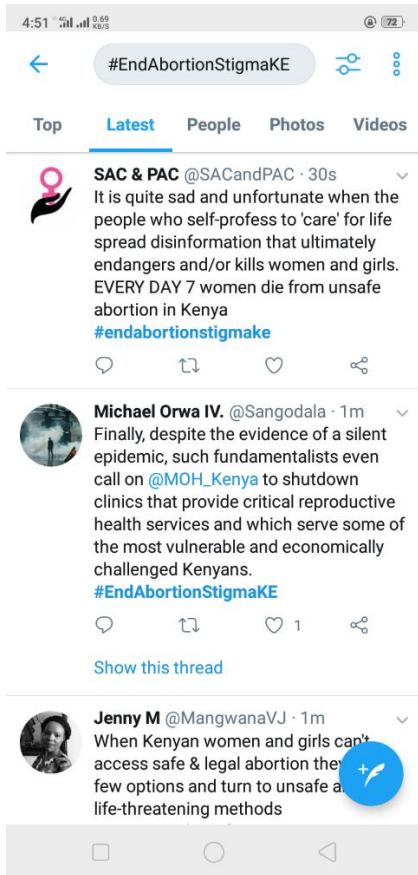 4:51 4G 0.69 KB/S 72
#EndAbortionStigmaKE
Top Latest People Photos Videos
SAC & PAC @SACandPAC · 30s
It is quite sad and unfortunate when the
people who self-profess to 'care' for life
spread disinformation that ultimately
endangers and/or kills women and girls.
EVERY DAY 7 women die from unsafe
abortion in Kenya
#endabortionstigmake
Michael Orwa IV. @Sangodala · 1m
Finally, despite the evidence of a silent
epidemic, such fundamentalists even
call on @MOH_Kenya to shutdown
clinics that provide critical reproductive
health services and which serve some of
the most vulnerable and economically
challenged Kenyans.
#EndAbortionStigmaKE
1
Show this thread
Jenny M @MangwanaVJ · 1m
When Kenyan women and girls can't
access safe & legal abortion they
few options and turn to unsafe a
life-threatening methods